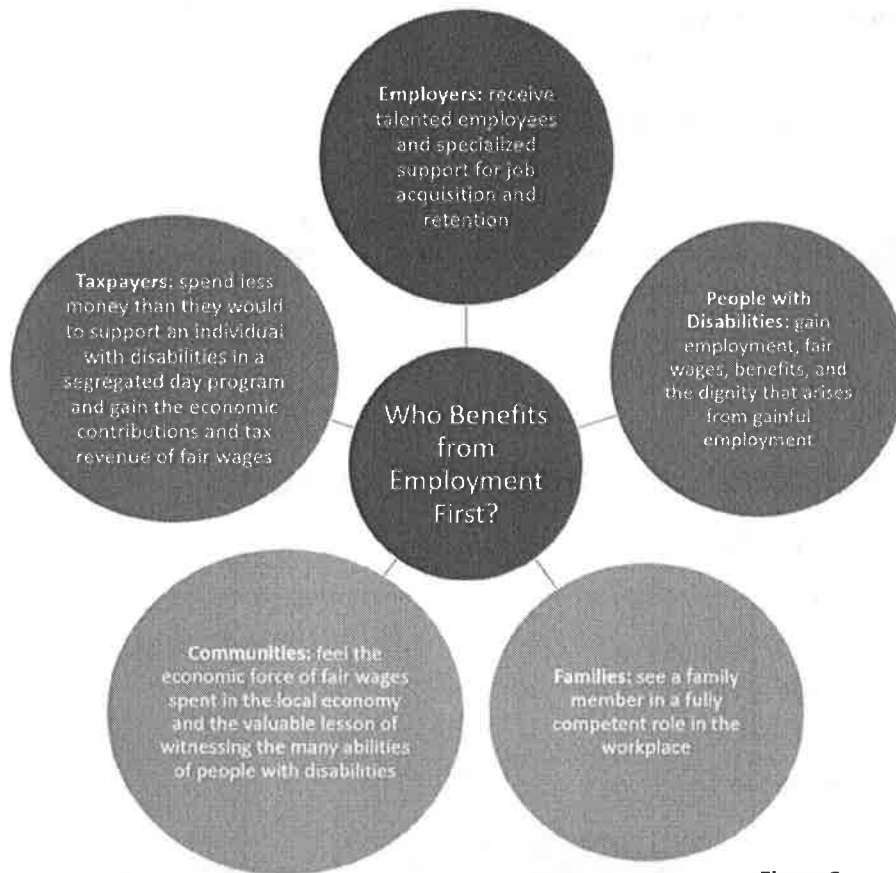 Employers: receive
talented employees
and specialized
support for job
acquisition and
retention
People with
Disabilities: gain
employment, fair
wages, benefits, and
the dignity that arises
from gainful
employment
Families: see a family
member in a fully
competent role in the
workplace
Communities: feel the
economic force of fair wages
spent in the local economy
and the valuable lesson of
witnessing the many abilities
of people with disabilities
Taxpayers: spend less
money than they would
to support an individual
with disabilities in a
segregated day program
and gain the economic
contributions and tax
revenue of fair wages
Who Benefits
from
Employment
First?